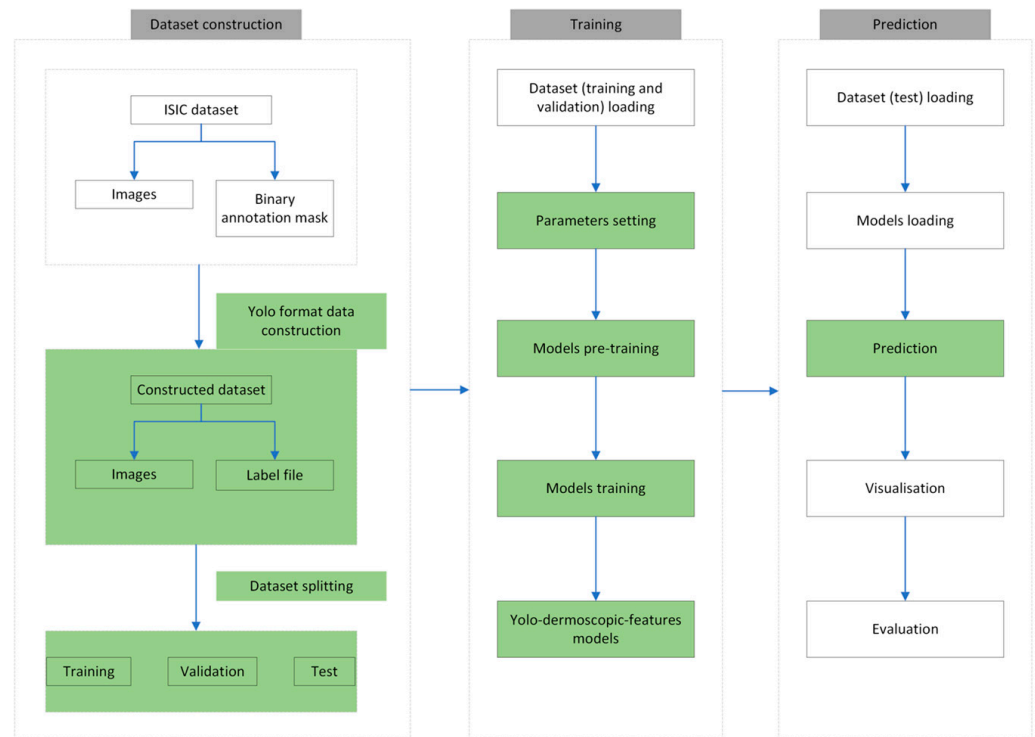 Dataset construction
ISIC dataset
Images
Binary
annotation mask
Yolo format data
construction
Constructed dataset
Images
Label file
Dataset splitting
Training
Validation
Test
Training
Dataset (training and
validation) loading
Parameters setting
Models pre-training
Models training
Yolo-dermoscopic-features
models
Prediction
Dataset (test) loading
Models loading
Prediction
Visualisation
Evaluation